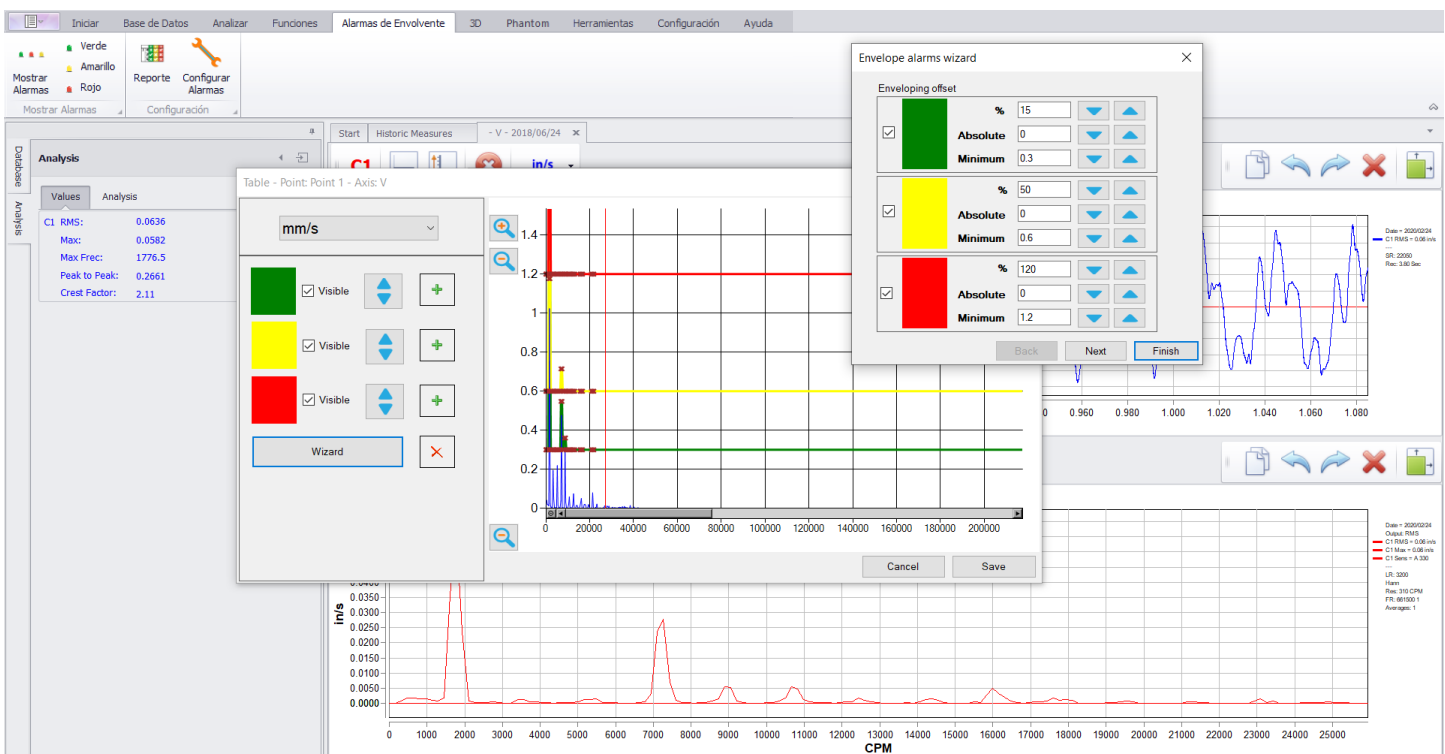 Iniciar Base de Datos Analizar Funciones Alarmas de Envolvente 3D Phantom Herramientas Configuración Ayuda
Mostrar Alarmas
Verde
Amarillo
Rojo
Mostrar Alarmas
Reporte
Configurar Alarmas
Configuración
Database
Analysis
Analysis
Values Analysis
C1 RMS: 0.0636
Max: 0.0582
Max Frec: 1776.5
Peak to Peak: 0.2661
Crest Factor: 2.11
Start Historic Measures - V - 2018/06/24
C1 in/s
Table - Point: Point 1 - Axis: V
mm/s
Visible
Visible
Visible
Wizard
1.4
1.2
1
0.8
0.6
0.4
0.2
0
0 20000 40000 60000 80000 100000 120000 140000 160000 180000 200000
Cancel Save
Envelope alarms wizard
Enveloping offset
% 15
Absolute 0
Minimum 0.3
% 50
Absolute 0
Minimum 0.6
% 120
Absolute 0
Minimum 1.2
Back Next Finish
Date = 2020/02/24
C1 RMS = 0.06 in/s
SR: 22050
Rec: 3.80 Sec
0.960 0.980 1.000 1.020 1.040 1.060 1.080
Date = 2020/02/24
Output: RMS
C1 RMS = 0.06 in/s
C1 Max = 0.06 in/s
C1 Sens = A 330
LR: 3200
Hann
Res: 310 CPM
FR: 661500.1
Averages: 1
in/s
0.0400
0.0350
0.0300
0.0250
0.0200
0.0150
0.0100
0.0050
0.0000
0 1000 2000 3000 4000 5000 6000 7000 8000 9000 10000 11000 12000 13000 14000 15000 16000 17000 18000 19000 20000 21000 22000 23000 24000 25000
CPM